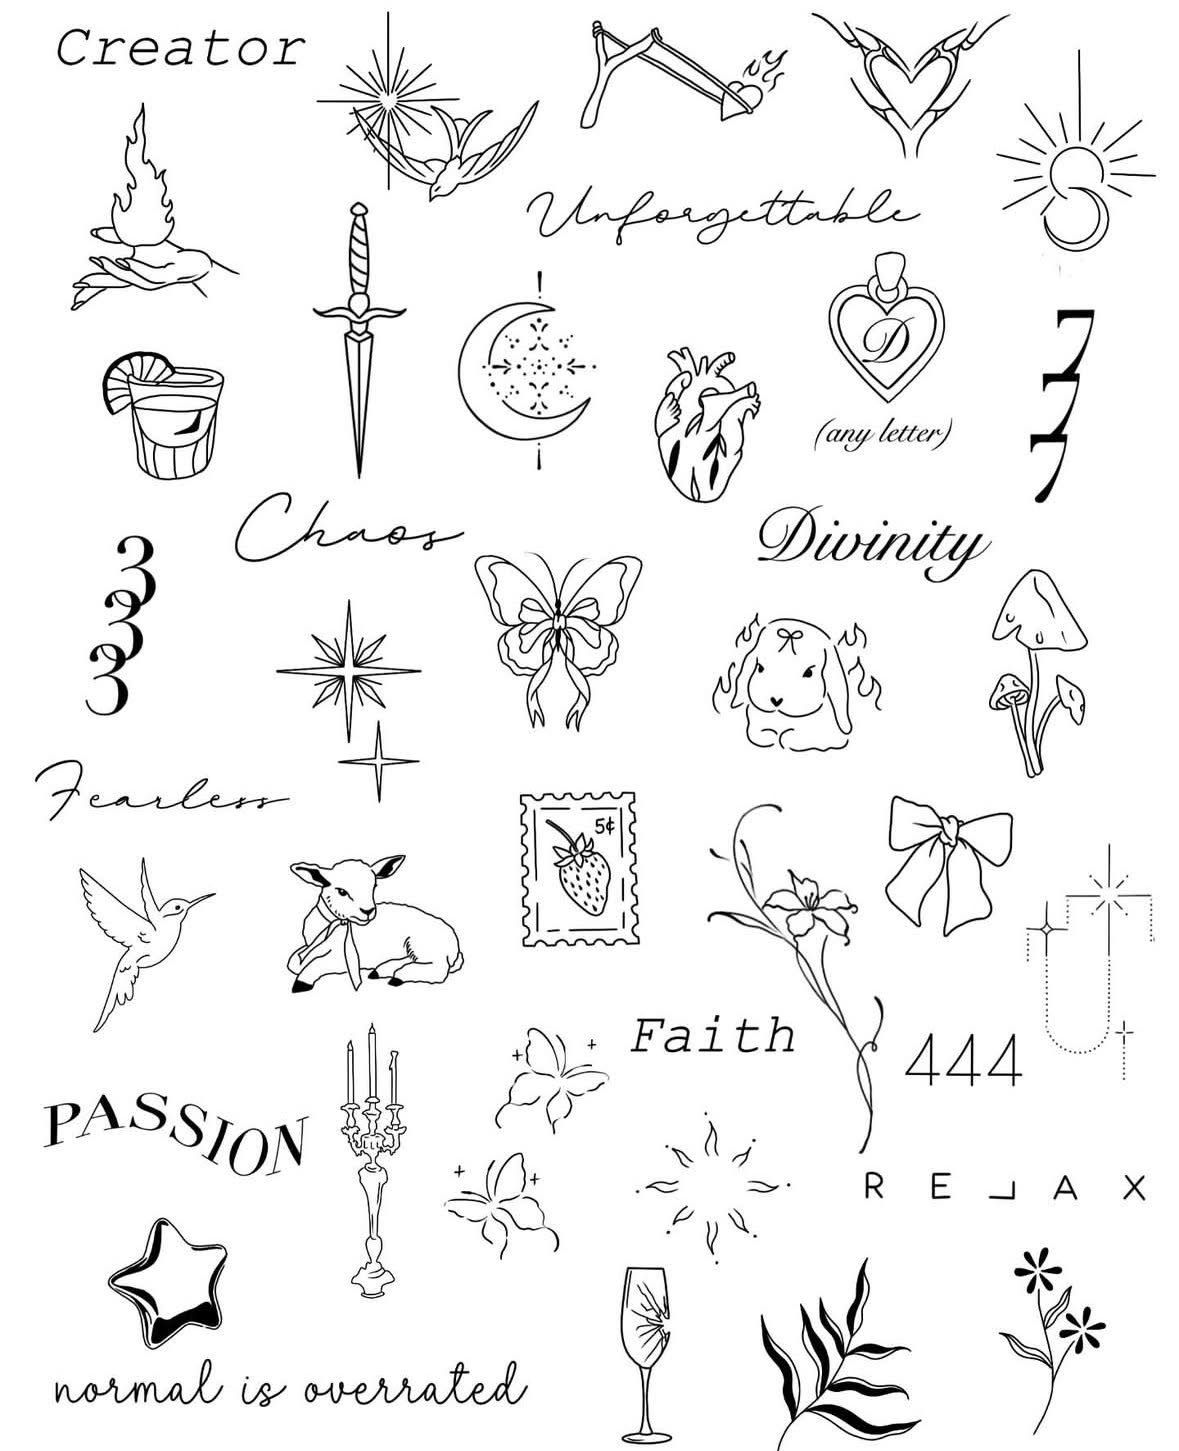 Creator
Unforgettable
D
(any letter)
7
7
7
Chaos
Divinity
3
3
3
Fearless
5¢
Faith
444
PASSION
RELAX
normal is overrated